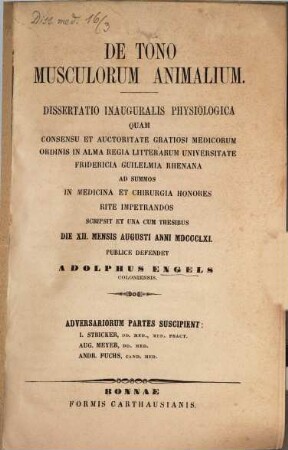 Diss. med. 16/3
DE TONO
MUSCULORUM ANIMALIUM.
DISSERTATIO INAUGURALIS PHYSIOLOGICA
QUAM
CONSENSU ET AUCTORITATE GRATIOSI MEDICORUM
ORDINIS IN ALMA REGIA LITTERARUM UNIVERSITATE
FRIDERICIA GUILELMIA RHENANA
AD SUMMOS
IN MEDICINA ET CHIRURGIA HONORES
RITE IMPETRANDOS
SCRIPSIT ET UNA CUM THESIBUS
DIE XII. MENSIS AUGUSTI ANNI MDCCCLXI.
PUBLICE DEFENDET
ADOLPHUS ENGELS
COLONIENSIS.
ADVERSARIORUM PARTES SUSCIPIENT:
I. STRICKER, DD. MED., MED. PRACT.
AUG. MEYER, DD. MED.
ANDR. FUCHS, CAND. MED.
BONNAE
FORMIS CARTHAUSIANIS.